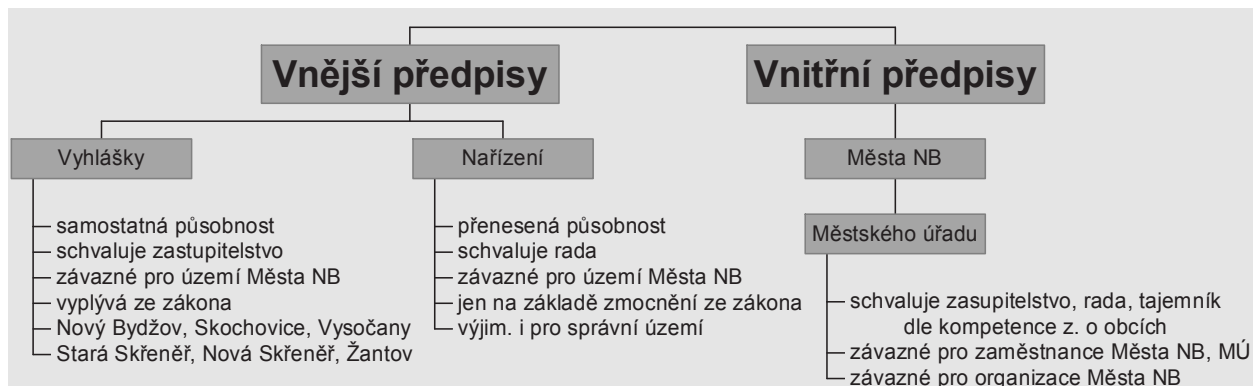 Vnější předpisy
Vnitřní předpisy
Vyhlášky
Nařízení
Města NB
Městského úřadu
samostatná působnost
schvaluje zastupitelstvo
závazné pro území Města NB
vyplývá ze zákona
Nový Bydžov, Skochovice, Vysočany
Stará Skřeněř, Nová Skřeněř, Žantov
přenesená působnost
schvaluje rada
závazné pro území Města NB
jen na základě zmocnění ze zákona
výjim. i pro správní území
schvaluje zasupitelstvo, rada, tajemník
dle kompetence z. o obcích
závazné pro zaměstnance Města NB, MÚ
závazné pro organizace Města NB